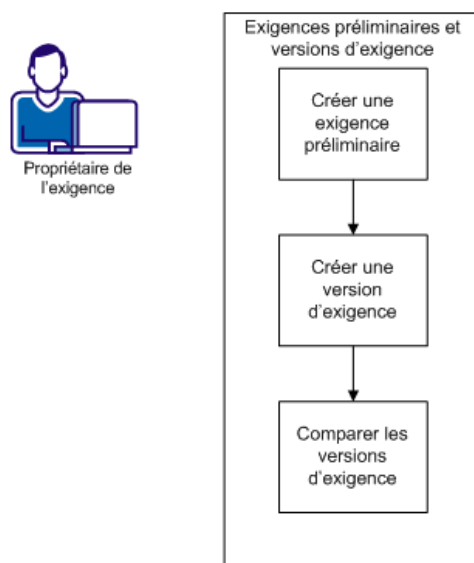 Exigences préliminaires et
versions d'exigence
Propriétaire de
l'exigence
Créer une
exigence
préliminaire
Créer une
version
d'exigence
Comparer les
versions
d'exigence